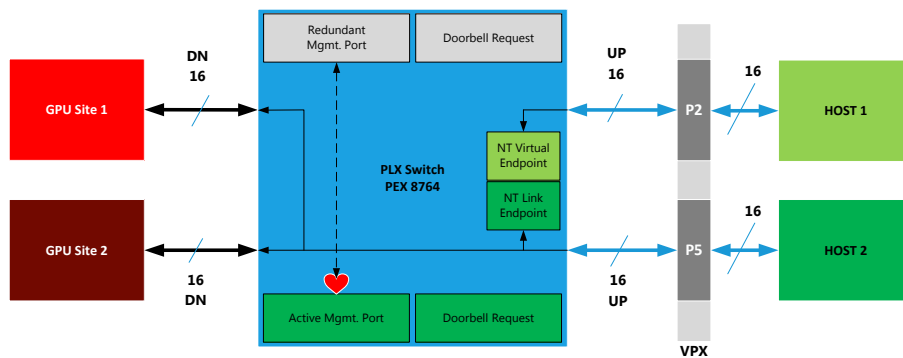 Redundant
Mgmt. Port
Doorbell Request
DN
16
UP
16
16
GPU Site 1
P2
HOST 1
NT Virtual
Endpoint
PLX Switch
PEX 8764
NT Link
Endpoint
16
GPU Site 2
P5
HOST 2
16
DN
16
UP
Active Mgmt. Port
Doorbell Request
VPX